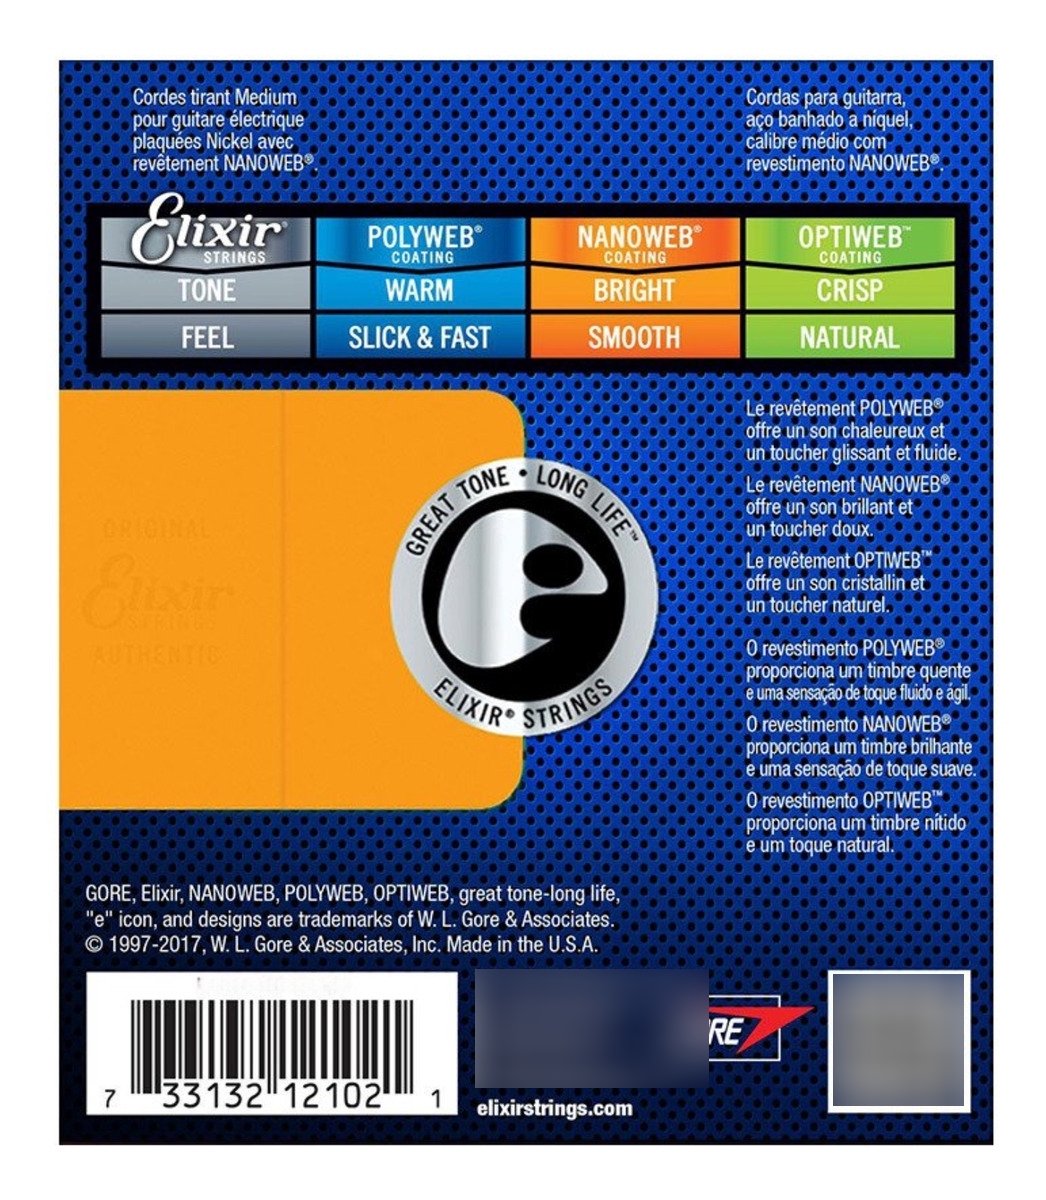 Cordes tirant Medium
pour guitare électrique
plaquées Nickel avec
revêtement NANOWEB®.
Cordas para guitarra,
aço banhado a níquel,
calibre médio com
revestimento NANOWEB®.
Elixir®
STRINGS
POLYWEB®
COATING
NANOWEB®
COATING
OPTIWEB™
COATING
TONE
WARM
BRIGHT
CRISP
FEEL
SLICK & FAST
SMOOTH
NATURAL
ORIGINAL
Elixir
STRINGS
AUTHENTIC
GREAT TONE • LONG LIFE™
ELIXIR® STRINGS
Le revêtement POLYWEB®
offre un son chaleureux et
un toucher glissant et fluide.
Le revêtement NANOWEB®
offre un son brillant et
un toucher doux.
Le revêtement OPTIWEB™
offre un son cristallin et
un toucher naturel.
O revestimento POLYWEB®
proporciona um timbre quente
e uma sensação de toque fluido e ágil.
O revestimento NANOWEB®
proporciona um timbre brilhante
e uma sensação de toque suave.
O revestimento OPTIWEB™
proporciona um timbre nítido
e um toque natural.
GORE, Elixir, NANOWEB, POLYWEB, OPTIWEB, great tone-long life,
"e" icon, and designs are trademarks of W. L. Gore & Associates.
© 1997-2017, W. L. Gore & Associates, Inc. Made in the U.S.A.
7 33132 12102 1
RE
elixirstrings.com